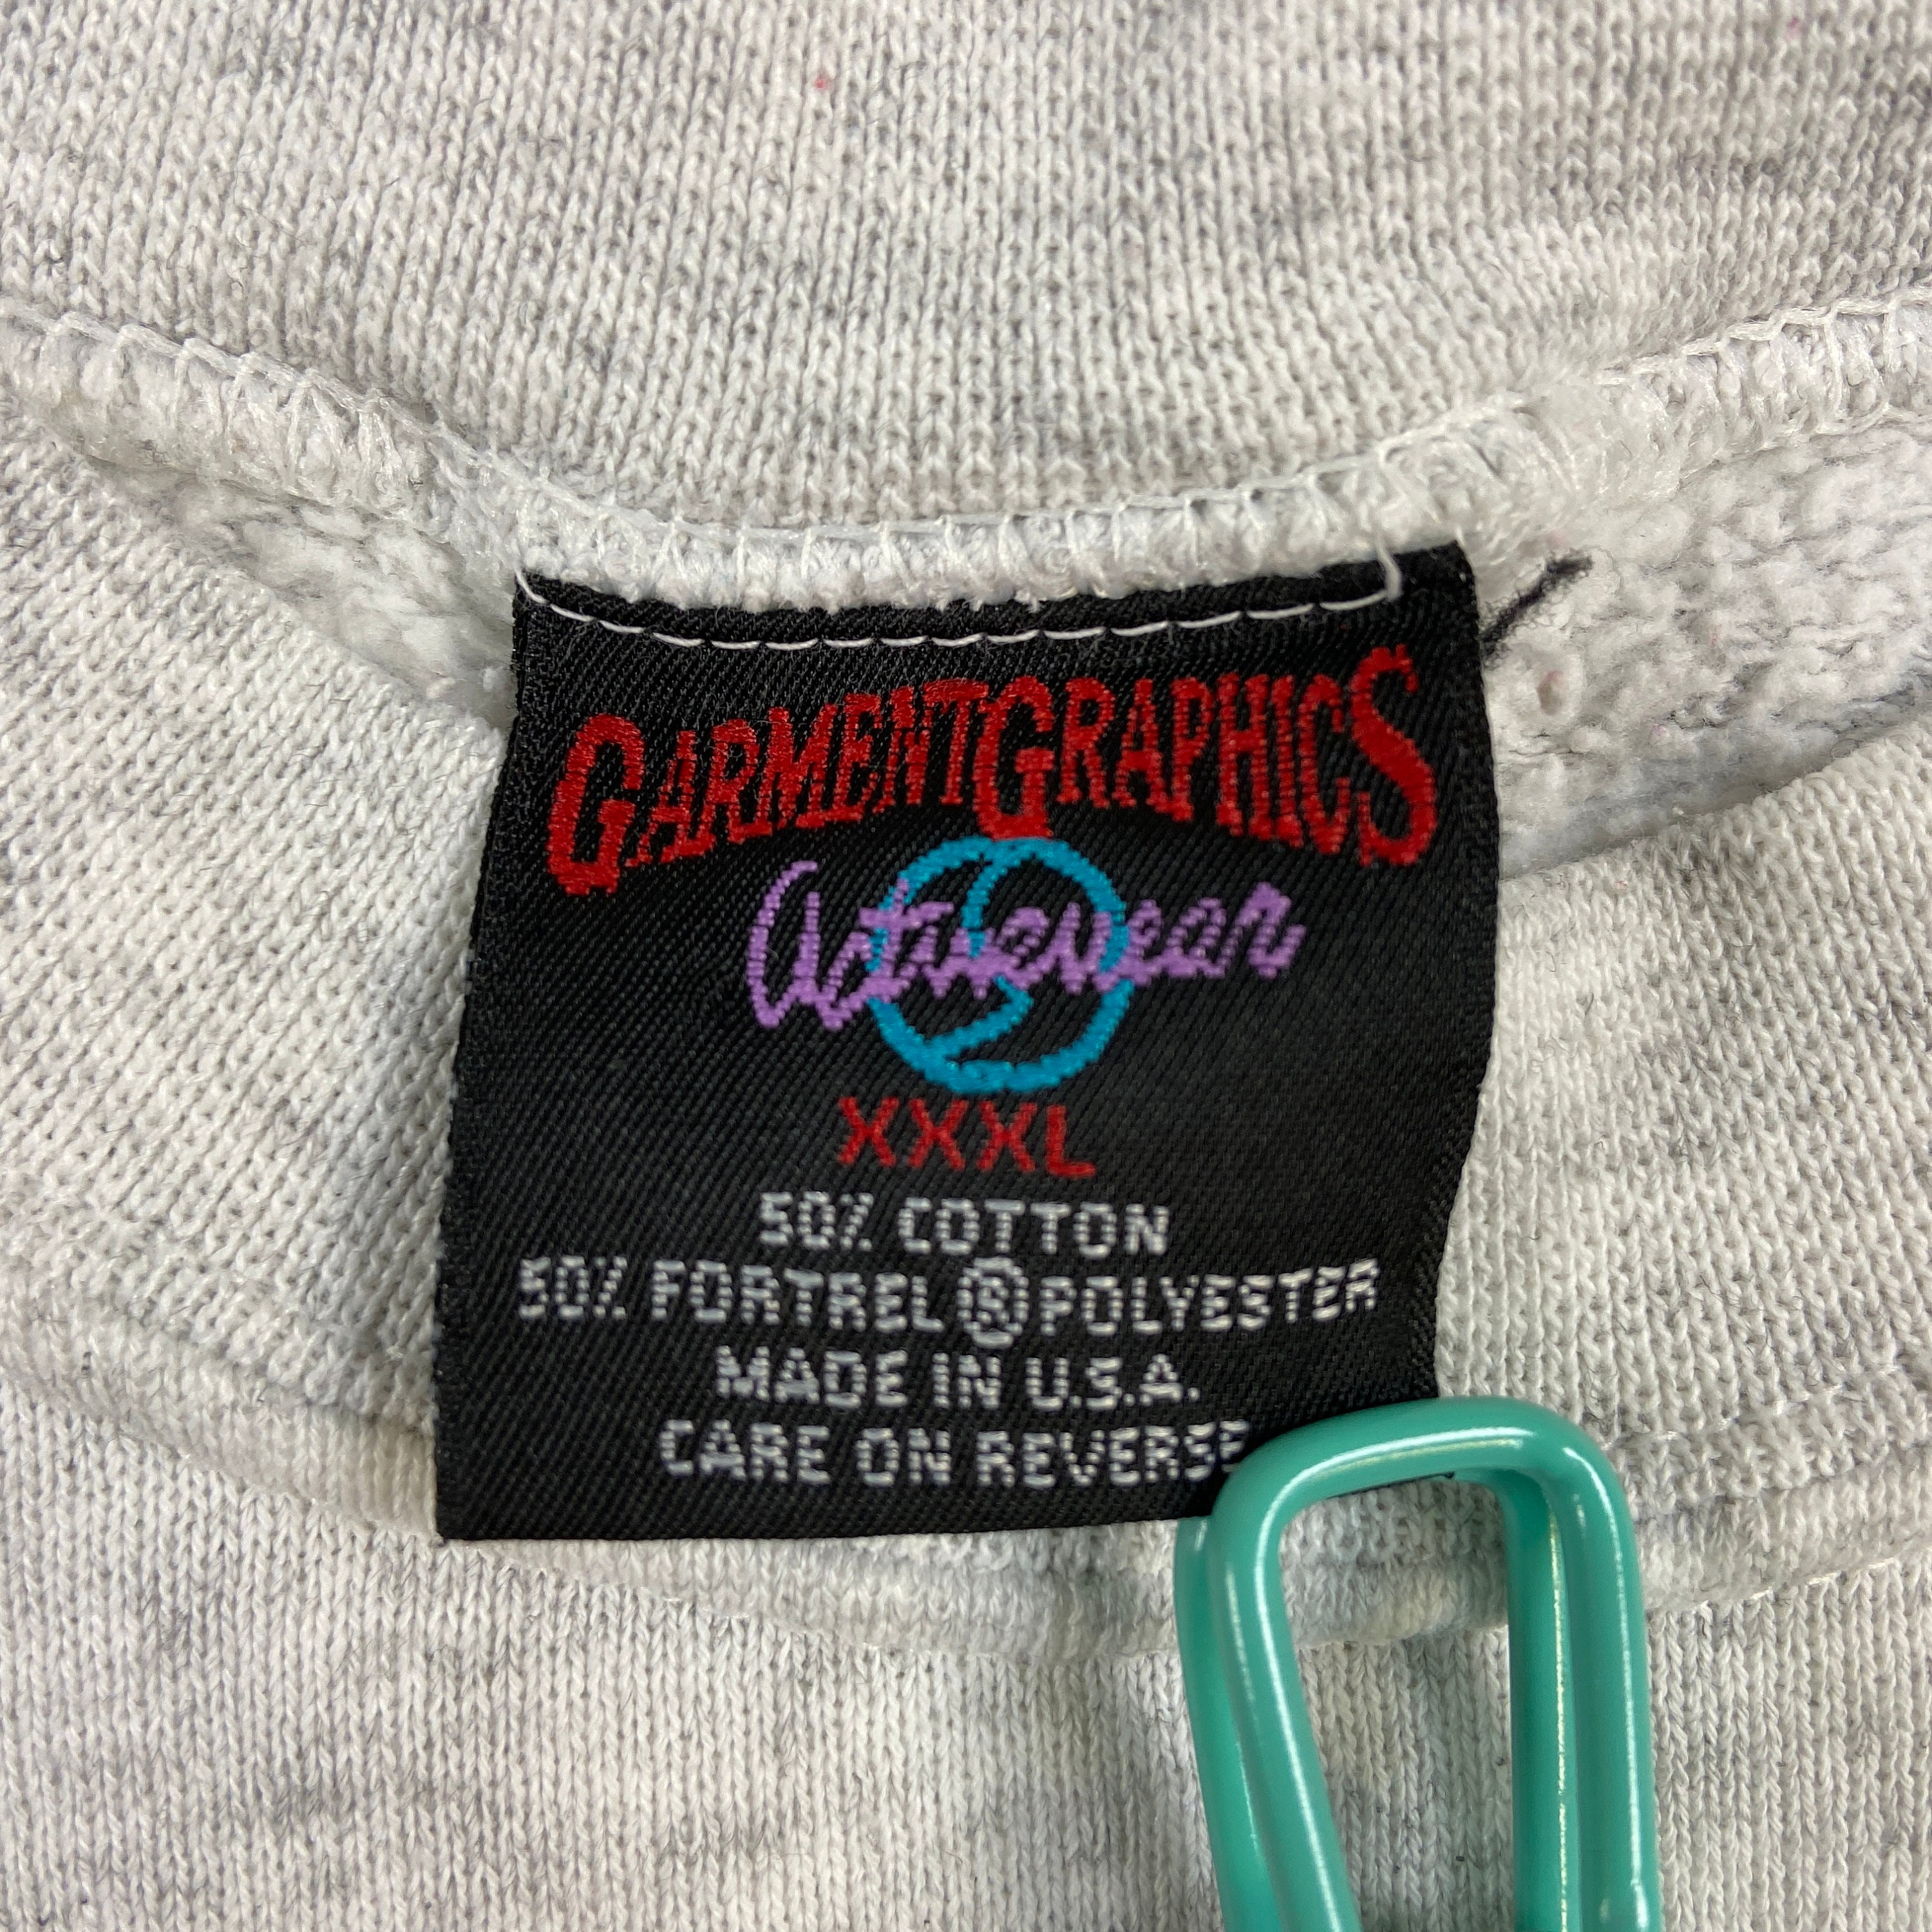 GARMENTGRAPHICS
Activewear
XXXL
50% COTTON
50% FORTREL ® POLYESTER
MADE IN U.S.A.
CARE ON REVERSE